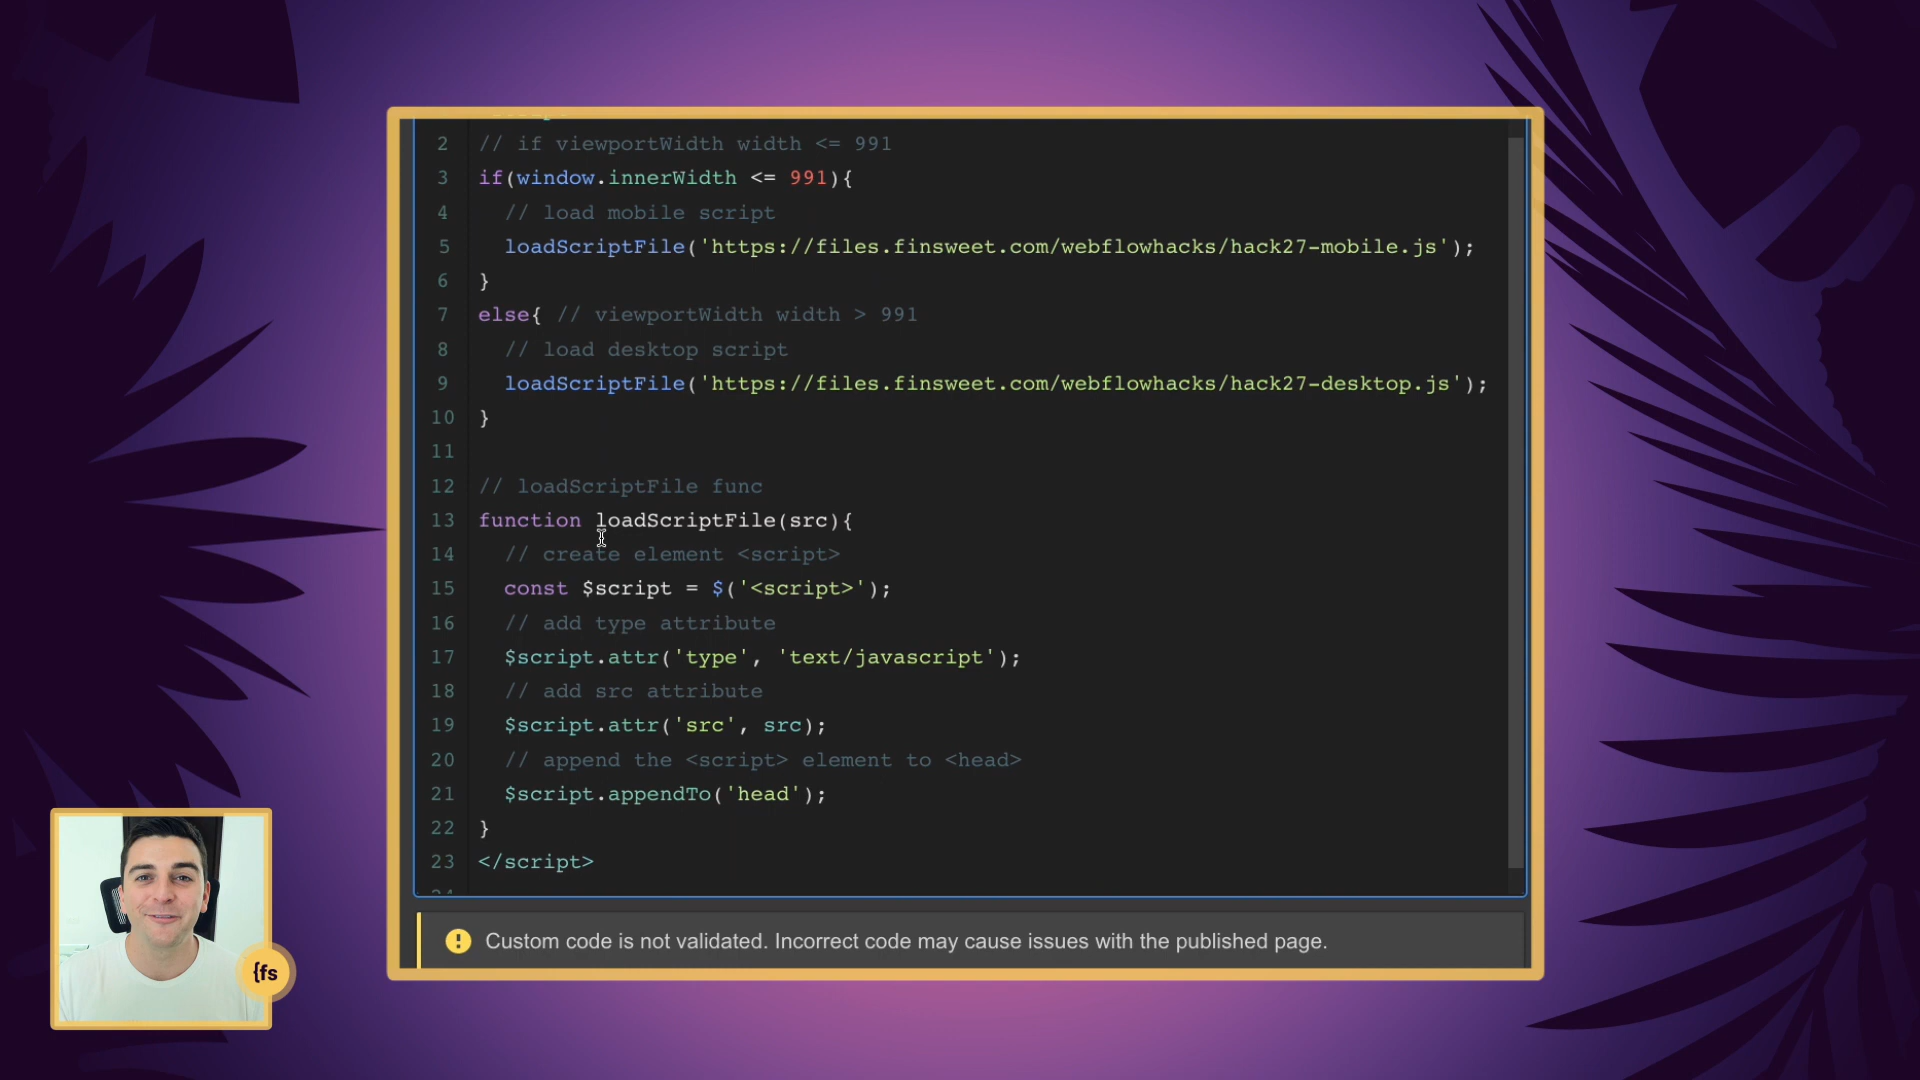 2 // if viewportWidth width <= 991
3 if(window.innerWidth <= 991){
4 // load mobile script
5 loadScriptFile('https://files.finsweet.com/webflowhacks/hack27-mobile.js');
6 }
7 else{ // viewportWidth width > 991
8 // load desktop script
9 loadScriptFile('https://files.finsweet.com/webflowhacks/hack27-desktop.js');
10 }
11
12 // loadScriptFile func
13 function loadScriptFile(src){
14 // create element <script>
15 const $script = $('<script>');
16 // add type attribute
17 $script.attr('type', 'text/javascript');
18 // add src attribute
19 $script.attr('src', src);
20 // append the <script> element to <head>
21 $script.appendTo('head');
22 }
23 </script>
Custom code is not validated. Incorrect code may cause issues with the published page.
{fs